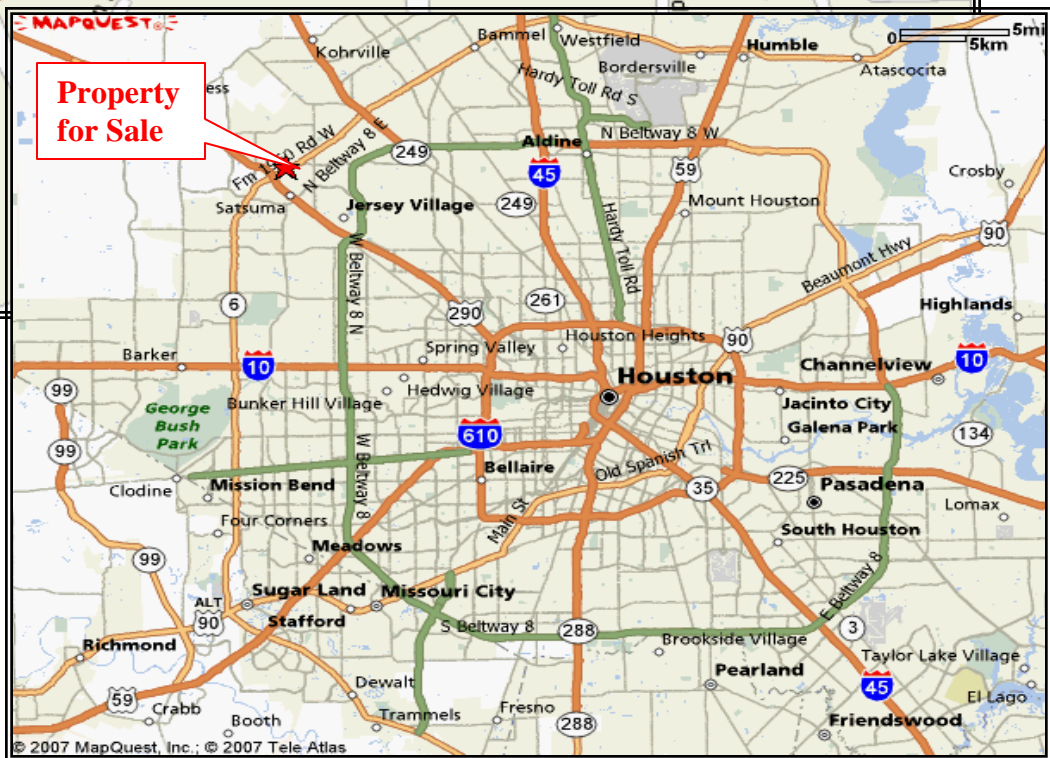 MAPQUEST
0
5mi
5km
Kohrville
Bammel
Westfield
Humble
Bordersville
Atascocita
Property
for Sale
ess
Hardy Toll Rd S
N Beltway 8 W
Fm 1960 Rd W
N Beltway 8 E
249
Aldine
45
59
Crosby
Satsuma
Jersey Village
249
Mount Houston
Hardy Toll Rd
90
W Beltway 8 N
Beaumont Hwy
6
290
261
Highlands
Houston Heights
90
Barker
Spring Valley
10
Channelview
10
Houston
99
Hedwig Village
George
Bush
Park
Bunker Hill Village
Jacinto City
Galena Park
610
134
99
W Beltway 8
Bellaire
Old Spanish Trl
225
Clodine
Mission Bend
35
Pasadena
Lomax
Four Corners
Main St
South Houston
Meadows
99
Sugar Land
Missouri City
E Beltway 8
ALT
90
Stafford
S Beltway 8
288
3
Richmond
Brookside Village
Taylor Lake Village
Pearland
59
Dewalt
45
El Lago
Crabb
Booth
Trammels
Fresno
288
Friendswood
© 2007 MapQuest, Inc.; © 2007 Tele Atlas